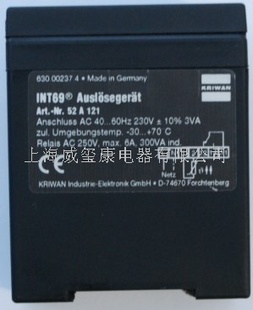 630 00237 4 • Made in Germany
KRIWAN
INT69® Auslösegerät
Art.-Nr. 52 A 121
Anschluss AC 40...60Hz 230V ± 10% 3VA
zul. Umgebungstemp. -30...+70° C
Relais AC 250V, max. 6A, 300VA ind.
上海威玺康电器有限公司
Netz
KRIWAN Industrie-Elektronik GmbH • D-74670 Forchtenberg